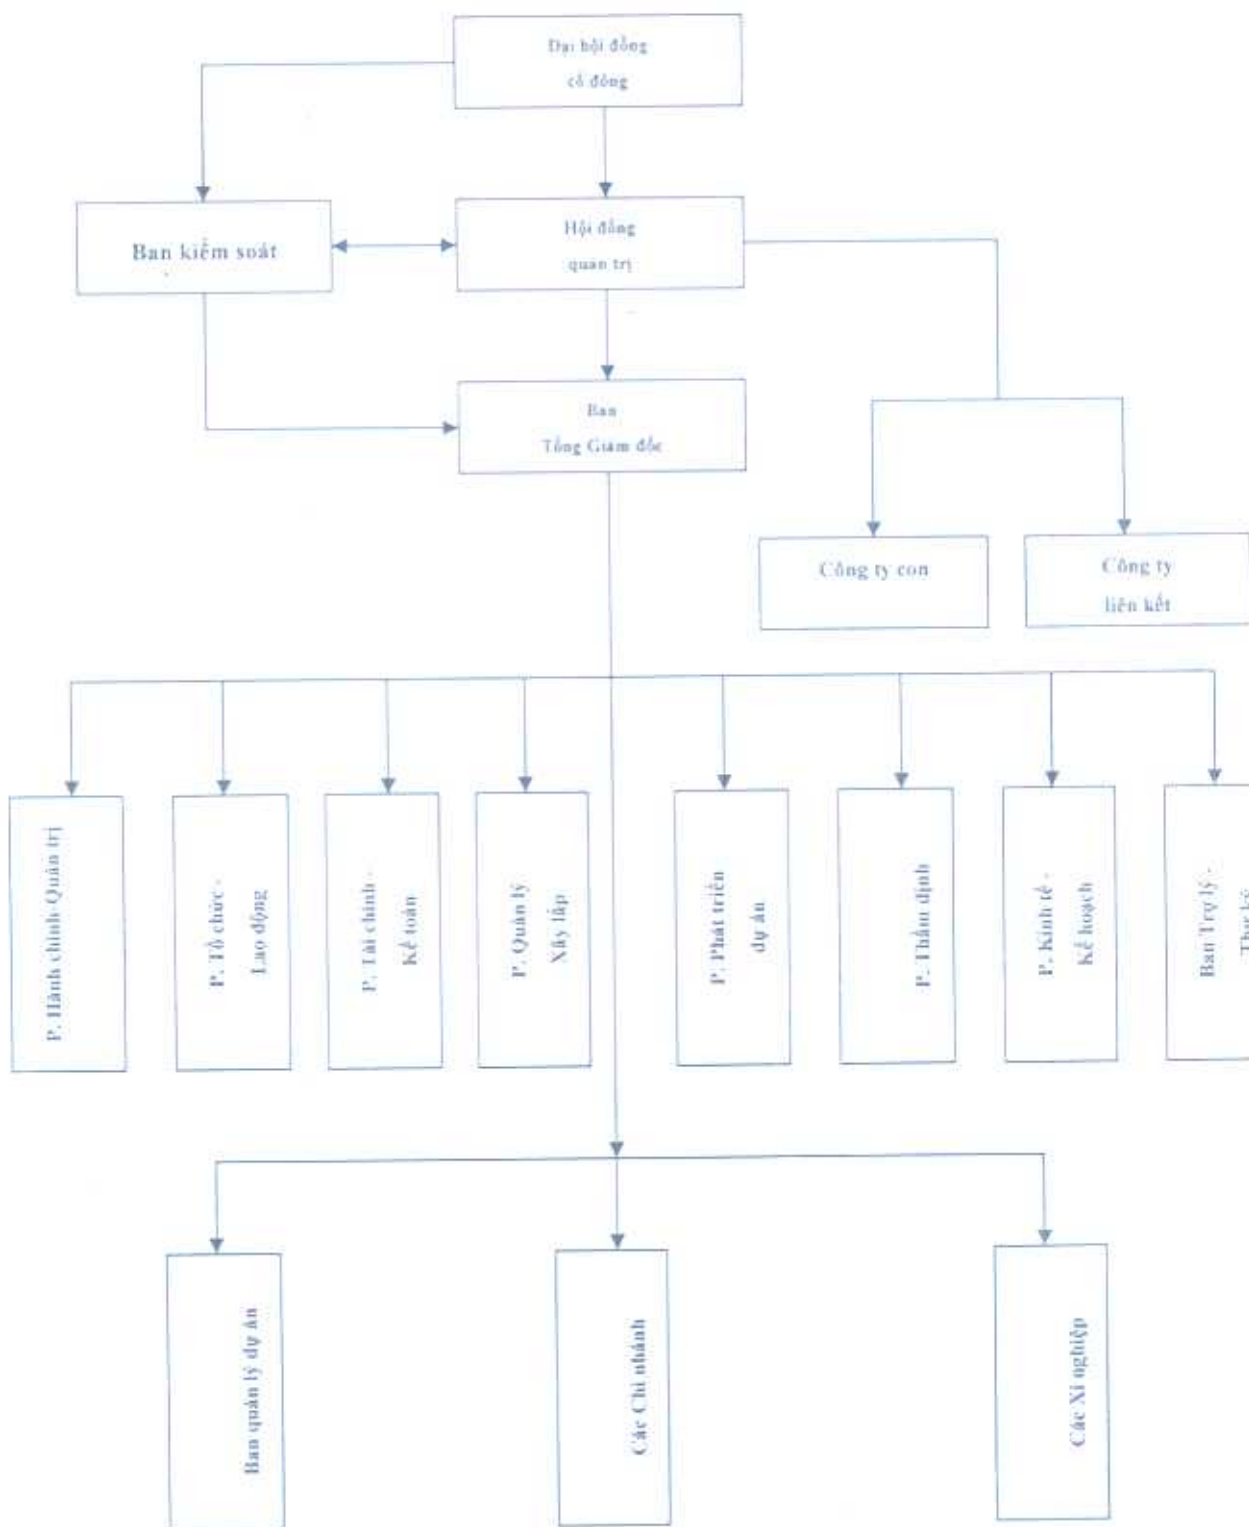 Đại hội đồng
cổ đông
Ban kiểm soát
Hội đồng
quản trị
Ban
Tổng Giám đốc
Công ty con
Công ty
liên kết
P. Hành chính Quản trị
P. Tổ chức -
Lao động
P. Tài chính -
Kế toán
P. Quản lý
Xây lắp
P. Phát triển
dự án
P. Thẩm định
P. Kinh tế -
Kế hoạch
Ban Trợ lý -
Thư ký
Ban quản lý dự án
Các Chi nhánh
Các Xí nghiệp